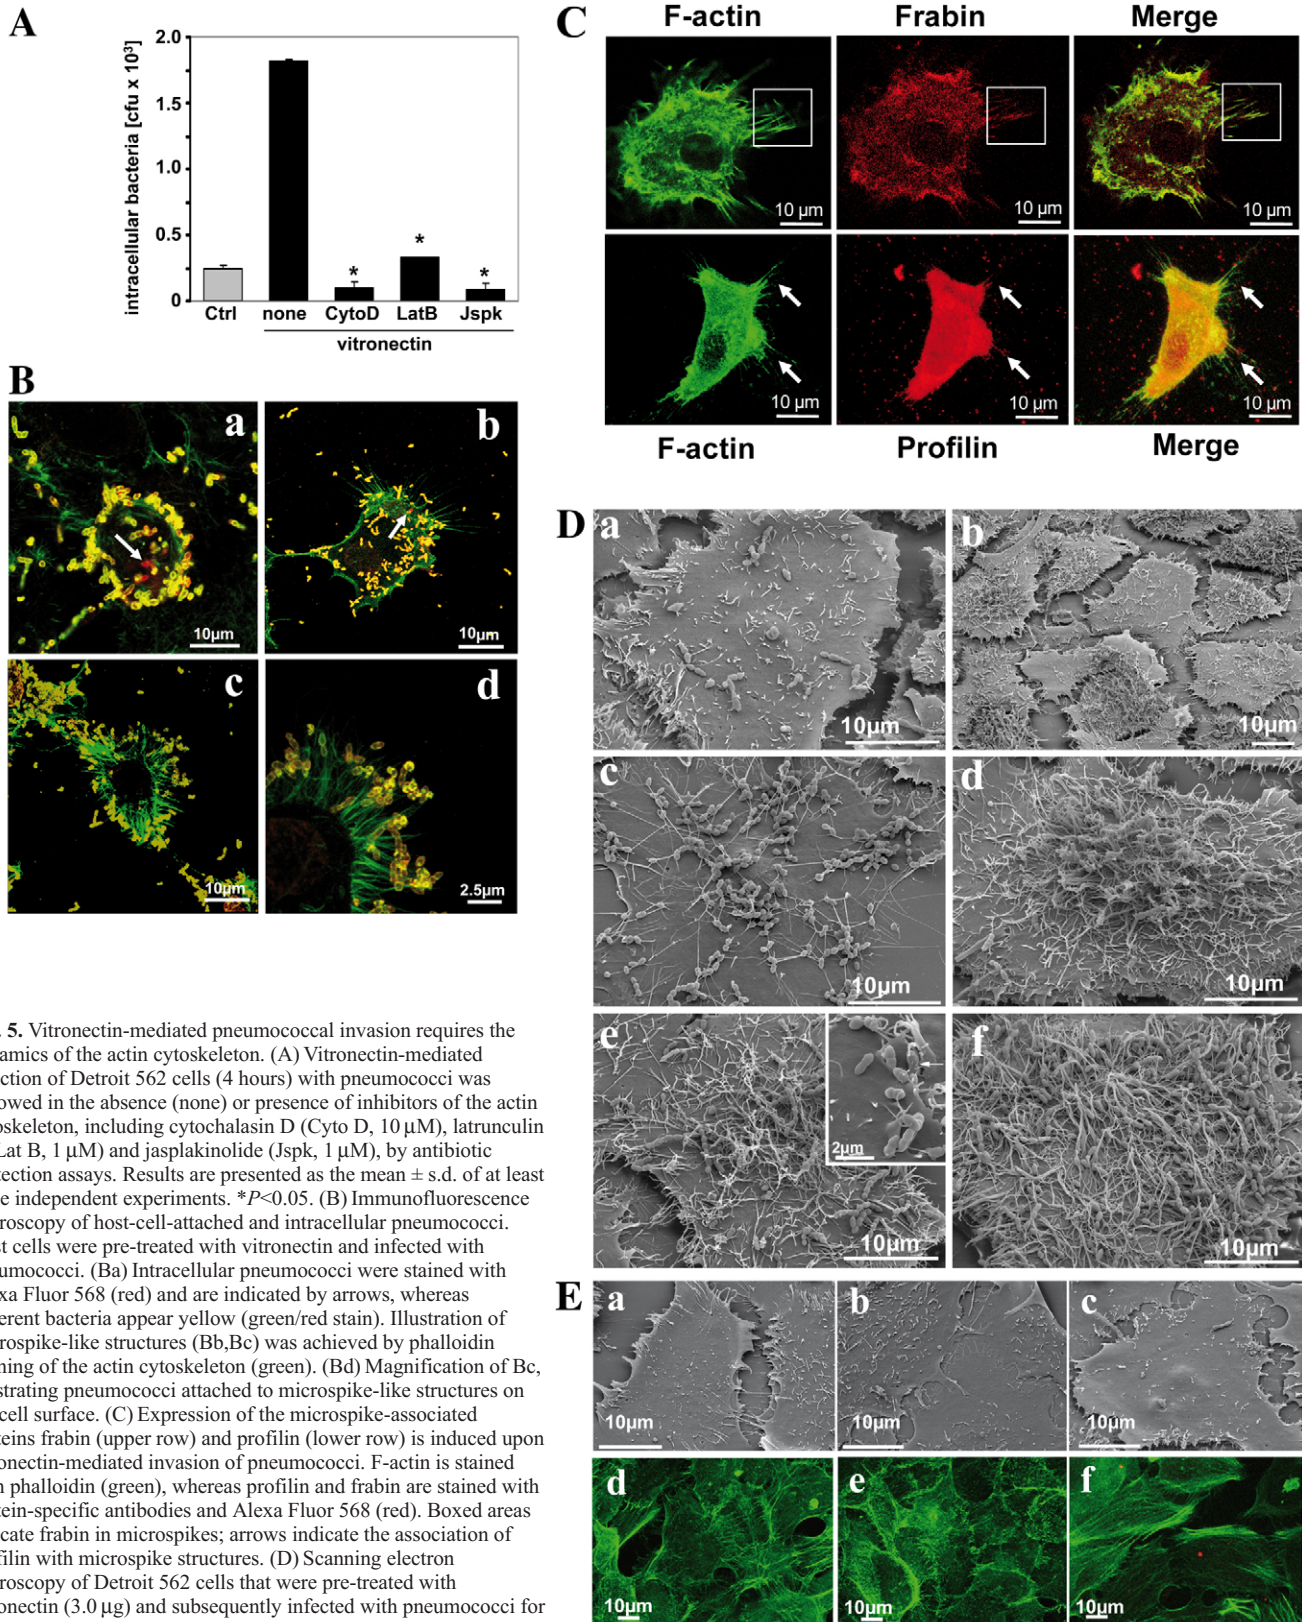 A
intracellular bacteria [cfu x 10³]
2.0
1.5
1.0
0.5
0
*
*
*
Ctrl none CytoD LatB Jspk
vitronectin
B
a
10µm
b
10µm
c
10µm
d
2.5µm
C
F-actin Frabin Merge
10 µm 10 µm 10 µm
10 µm 10 µm 10 µm
F-actin Profilin Merge
D
a
10µm
b
10µm
c
10µm
d
10µm
e
2µm
10µm
f
10µm
E
a
10µm
b
10µm
c
10µm
d
10µm
e
10µm
f
10µm
. 5. Vitronectin-mediated pneumococcal invasion requires the
amics of the actin cytoskeleton. (A) Vitronectin-mediated
ction of Detroit 562 cells (4 hours) with pneumococci was
owed in the absence (none) or presence of inhibitors of the actin
oskeleton, including cytochalasin D (Cyto D, 10 µM), latrunculin
Lat B, 1 µM) and jasplakinolide (Jspk, 1 µM), by antibiotic
tection assays. Results are presented as the mean ± s.d. of at least
e independent experiments. *P<0.05. (B) Immunofluorescence
roscopy of host-cell-attached and intracellular pneumococci.
st cells were pre-treated with vitronectin and infected with
umococci. (Ba) Intracellular pneumococci were stained with
xa Fluor 568 (red) and are indicated by arrows, whereas
erent bacteria appear yellow (green/red stain). Illustration of
rospike-like structures (Bb,Bc) was achieved by phalloidin
ning of the actin cytoskeleton (green). (Bd) Magnification of Bc,
strating pneumococci attached to microspike-like structures on
cell surface. (C) Expression of the microspike-associated
teins frabin (upper row) and profilin (lower row) is induced upon
onectin-mediated invasion of pneumococci. F-actin is stained
h phalloidin (green), whereas profilin and frabin are stained with
tein-specific antibodies and Alexa Fluor 568 (red). Boxed areas
cate frabin in microspikes; arrows indicate the association of
filin with microspike structures. (D) Scanning electron
roscopy of Detroit 562 cells that were pre-treated with
onectin (3.0 µg) and subsequently infected with pneumococci for